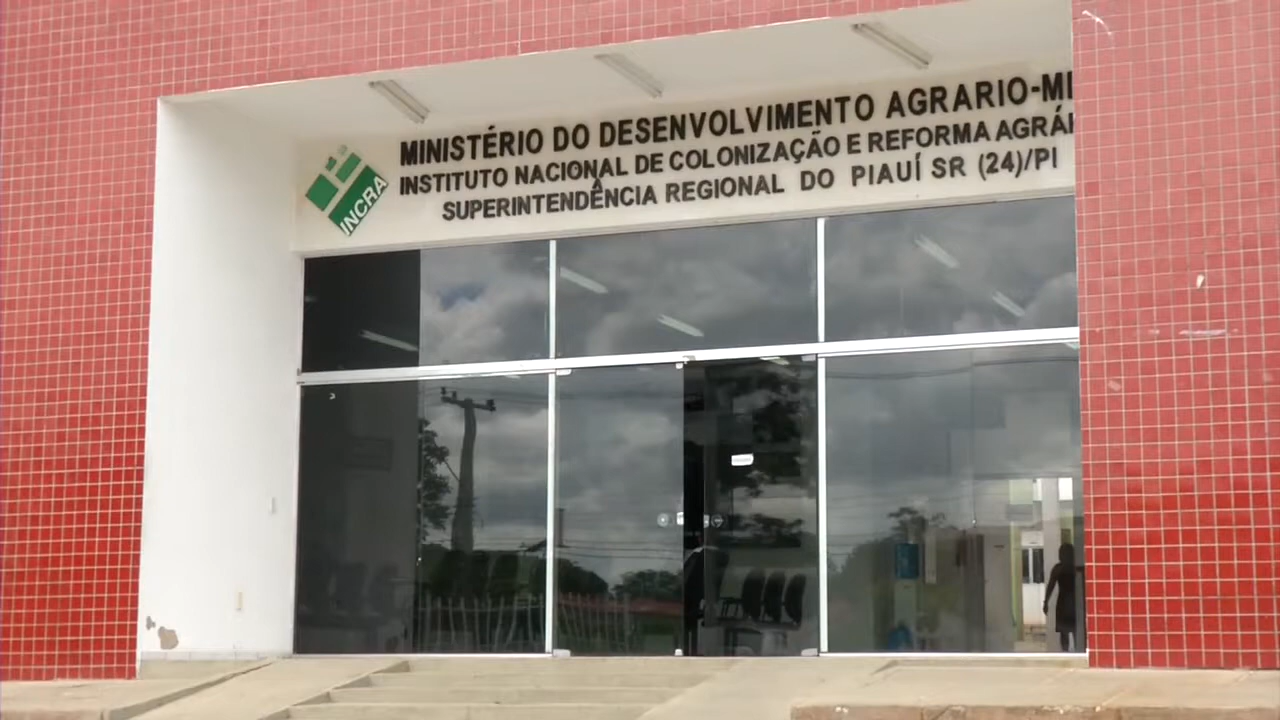 MINISTÉRIO DO DESENVOLVIMENTO AGRARIO-M
INSTITUTO NACIONAL DE COLONIZAÇÃO E REFORMA AGRÁ
SUPERINTENDÊNCIA REGIONAL DO PIAUÍ SR (24)/PI
INCRA